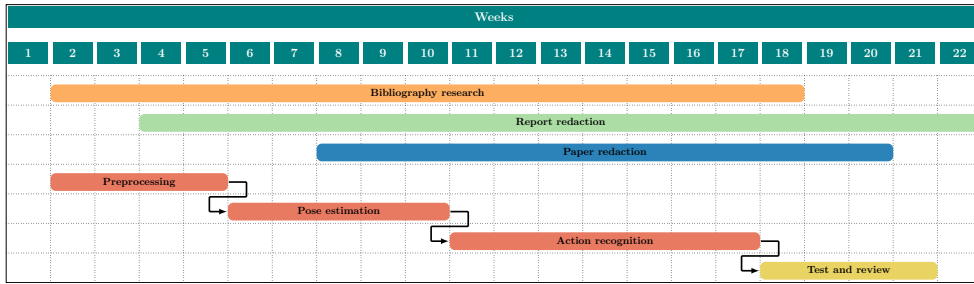 Weeks
1 2 3 4 5 6 7 8 9 10 11 12 13 14 15 16 17 18 19 20 21 22
Bibliography research
Report redaction
Paper redaction
Preprocessing
Pose estimation
Action recognition
Test and review